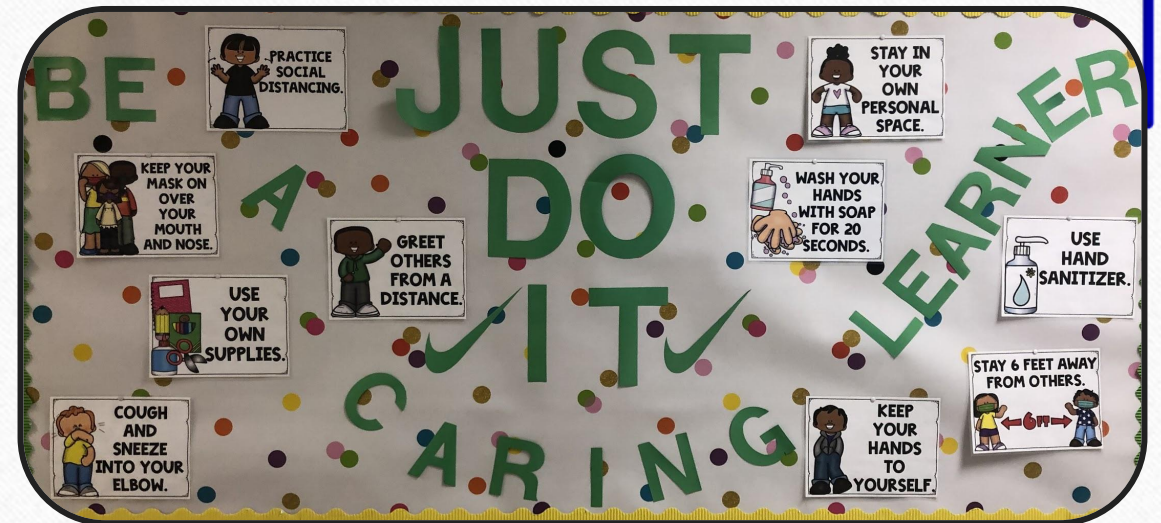 BE
A
CARING
LEARNER
JUST
DO
IT
PRACTICE
SOCIAL
DISTANCING.
KEEP YOUR
MASK ON
OVER
YOUR
MOUTH
AND NOSE.
GREET
OTHERS
FROM A
DISTANCE.
USE
YOUR
OWN
SUPPLIES.
COUGH
AND
SNEEZE
INTO YOUR
ELBOW.
STAY IN
YOUR
OWN
PERSONAL
SPACE.
WASH YOUR
HANDS
WITH SOAP
FOR 20
SECONDS.
USE
HAND
SANITIZER.
STAY 6 FEET AWAY
FROM OTHERS.
6 FT
KEEP
YOUR
HANDS
TO
YOURSELF.